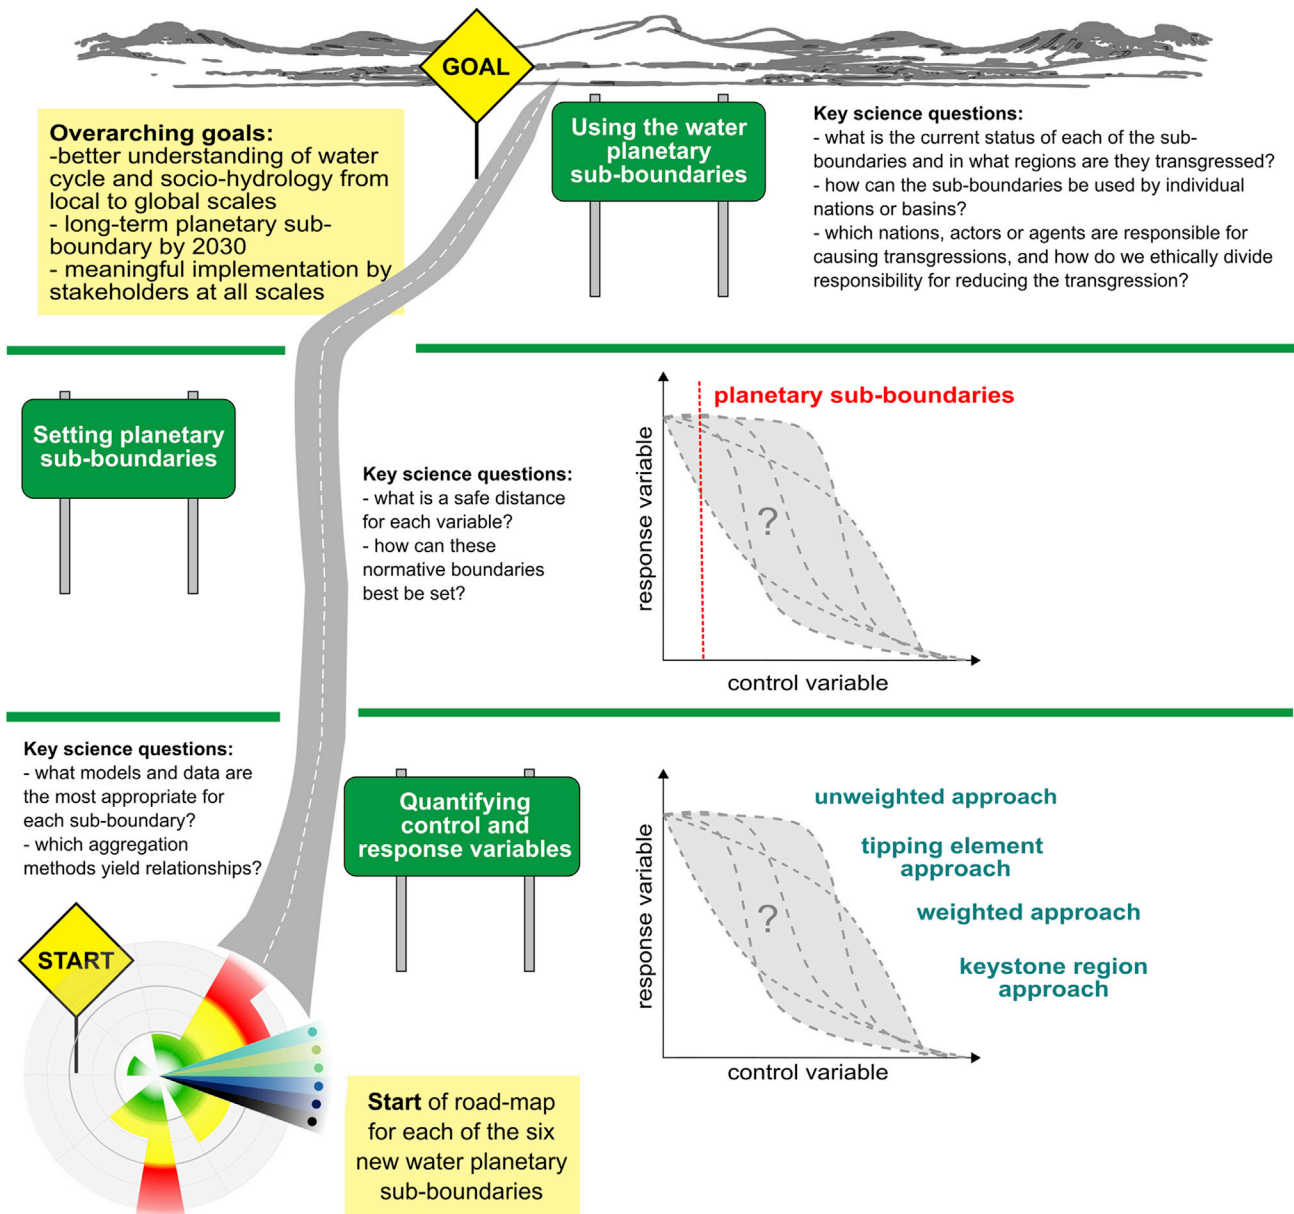 GOAL
Overarching goals:
-better understanding of water
cycle and socio-hydrology from
local to global scales
- long-term planetary sub-
boundary by 2030
- meaningful implementation by
stakeholders at all scales
Using the water
planetary
sub-boundaries
Key science questions:
- what is the current status of each of the sub-
boundaries and in what regions are they transgressed?
- how can the sub-boundaries be used by individual
nations or basins?
- which nations, actors or agents are responsible for
causing transgressions, and how do we ethically divide
responsibility for reducing the transgression?
Setting planetary
sub-boundaries
Key science questions:
- what is a safe distance
for each variable?
- how can these
normative boundaries
best be set?
planetary sub-boundaries
response variable
?
control variable
Key science questions:
- what models and data are
the most appropriate for
each sub-boundary?
- which aggregation
methods yield relationships?
Quantifying
control and
response variables
unweighted approach
tipping element
approach
weighted approach
keystone region
approach
response variable
?
control variable
START
Start of road-map
for each of the six
new water planetary
sub-boundaries